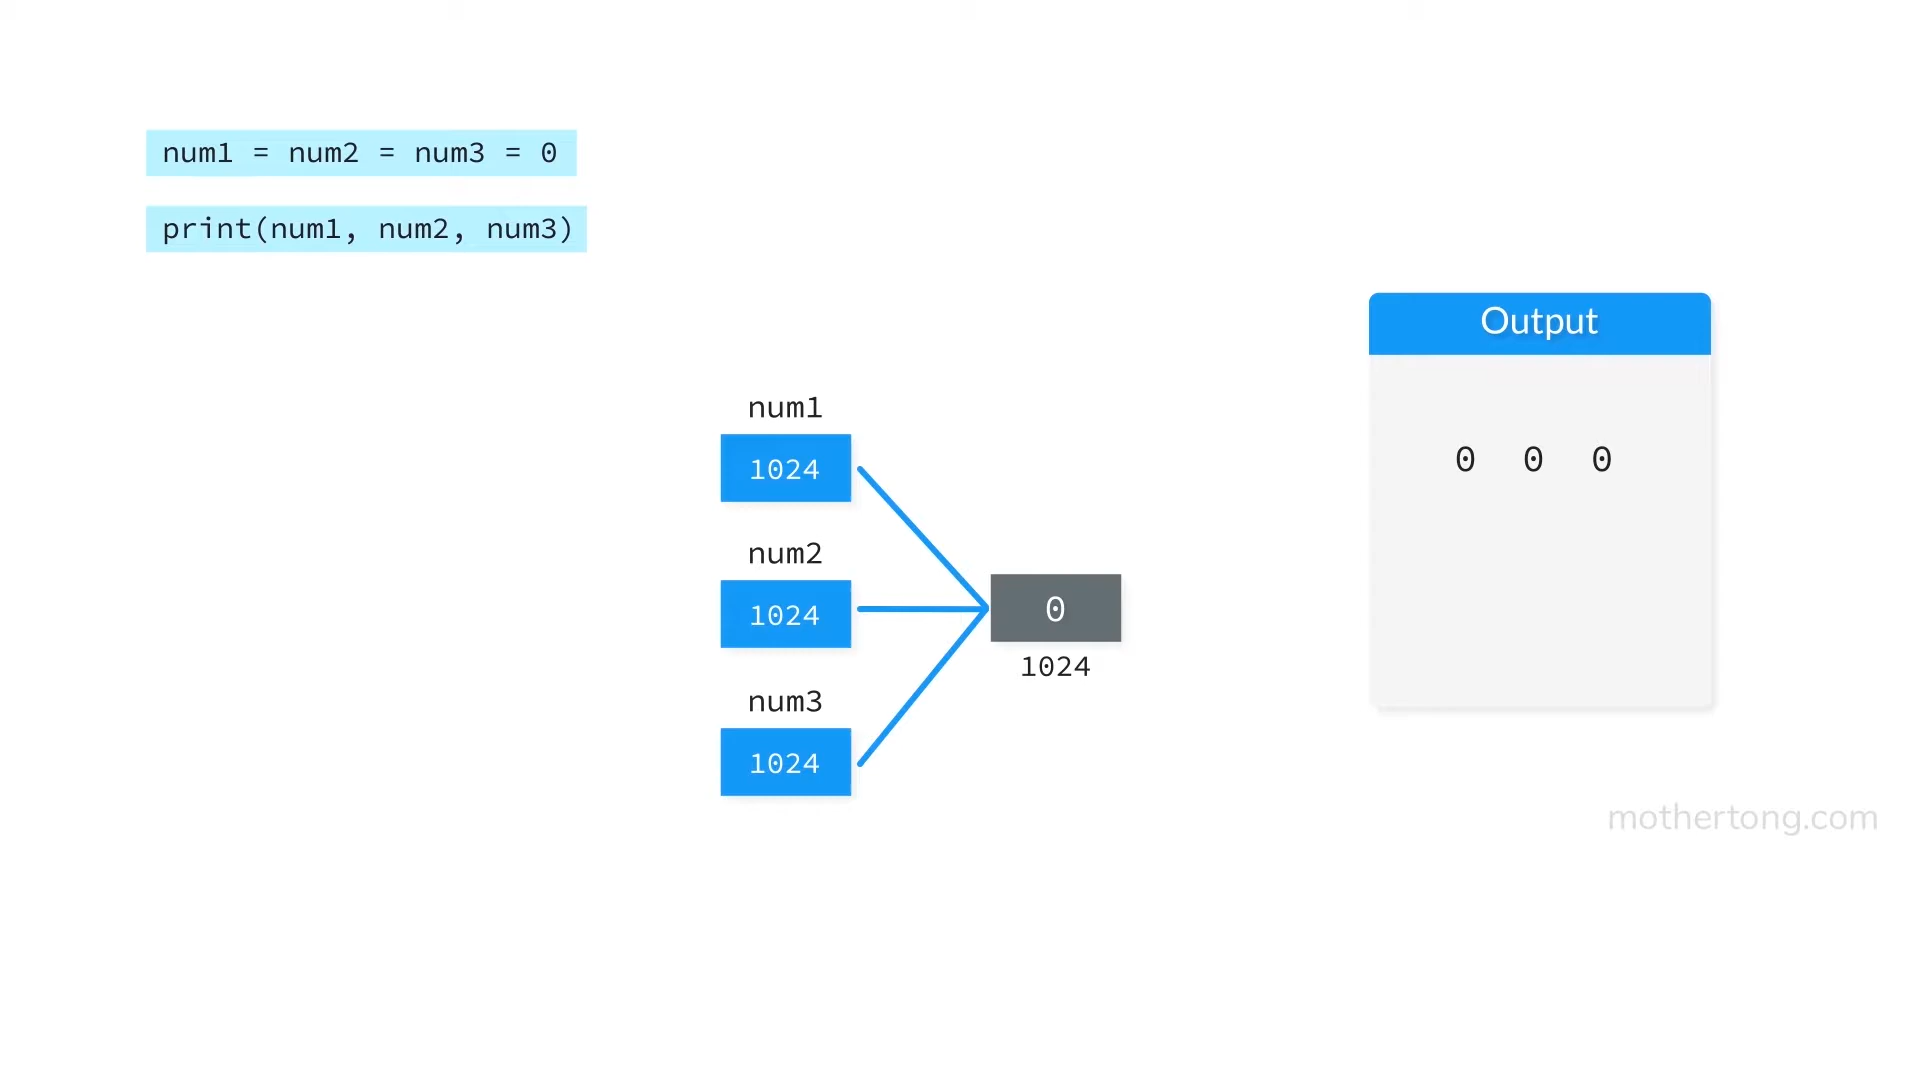 num1 = num2 = num3 = 0
print(num1, num2, num3)
Output
0 0 0
num1
1024
num2
1024
0
1024
num3
1024
mothertong.com